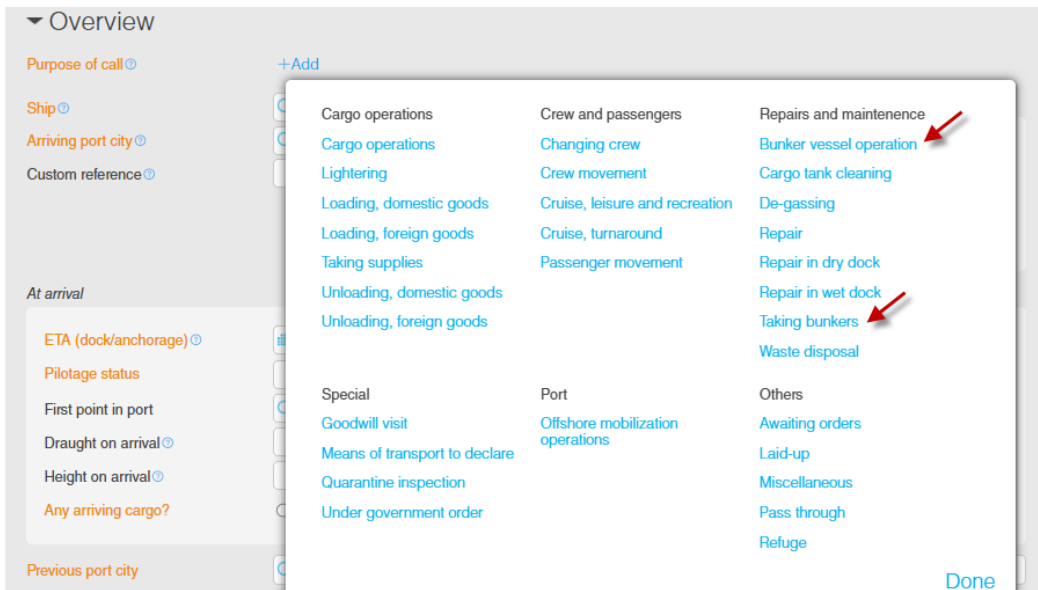 Overview
Purpose of call
+Add
Ship
Arriving port city
Custom reference
At arrival
ETA (dock/anchorage)
Pilotage status
First point in port
Draught on arrival
Height on arrival
Any arriving cargo?
Previous port city
Cargo operations
Cargo operations
Lightering
Loading, domestic goods
Loading, foreign goods
Taking supplies
Unloading, domestic goods
Unloading, foreign goods
Crew and passengers
Changing crew
Crew movement
Cruise, leisure and recreation
Cruise, turnaround
Passenger movement
Repairs and maintenence
Bunker vessel operation
Cargo tank cleaning
De-gassing
Repair
Repair in dry dock
Repair in wet dock
Taking bunkers
Waste disposal
Special
Goodwill visit
Means of transport to declare
Quarantine inspection
Under government order
Port
Offshore mobilization
operations
Others
Awaiting orders
Laid-up
Miscellaneous
Pass through
Refuge
Done